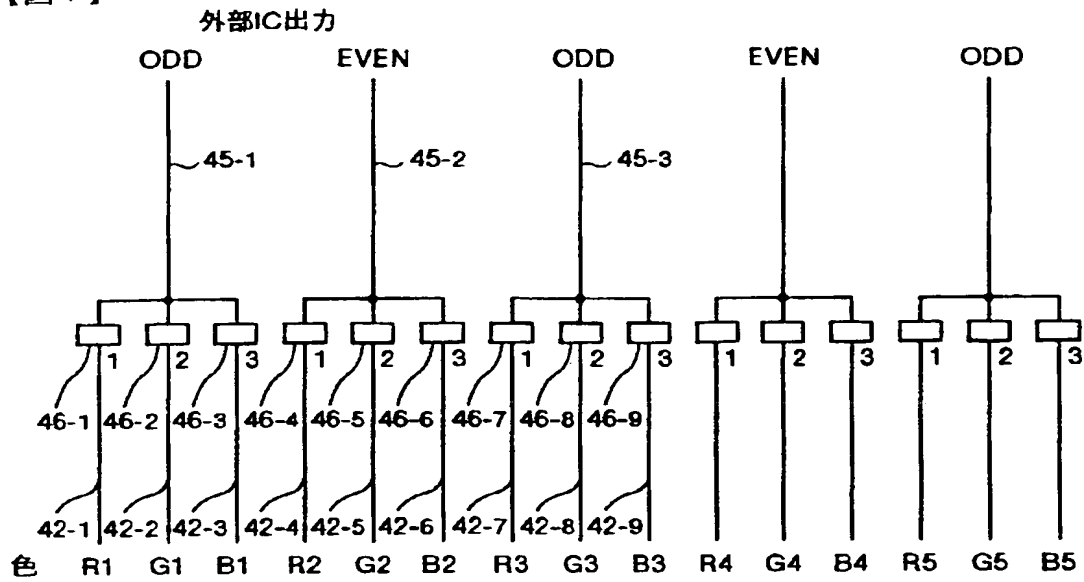 外部IC出力
ODD EVEN ODD EVEN ODD
45-1 45-2 45-3
1 2 3 1 2 3 1 2 3 1 2 3 1 2 3
46-1 46-2 46-3 46-4 46-5 46-6 46-7 46-8 46-9
42-1 42-2 42-3 42-4 42-5 42-6 42-7 42-8 42-9
色 R1 G1 B1 R2 G2 B2 R3 G3 B3 R4 G4 B4 R5 G5 B5